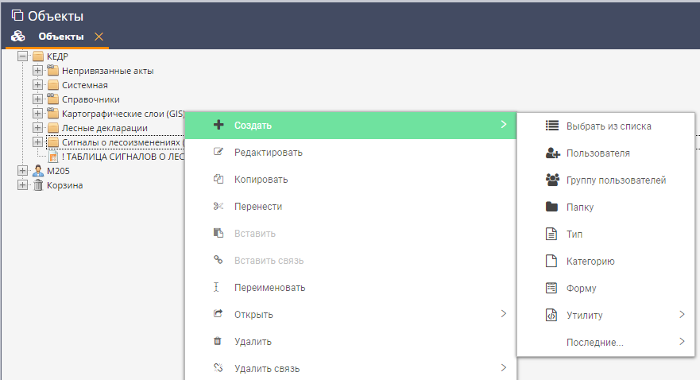 Объекты
Объекты
КЕДР
Непривязанные акты
Системная
Справочники
Картографические слои (GIS)
Лесные декларации
Сигналы о лесоизменениях (
! ТАБЛИЦА СИГНАЛОВ О ЛЕС
М205
Корзина
Создать
Редактировать
Копировать
Перенести
Вставить
Вставить связь
Переименовать
Открыть
Удалить
Удалить связь
Выбрать из списка
Пользователя
Группу пользователей
Папку
Тип
Категорию
Форму
Утилиту
Последние...